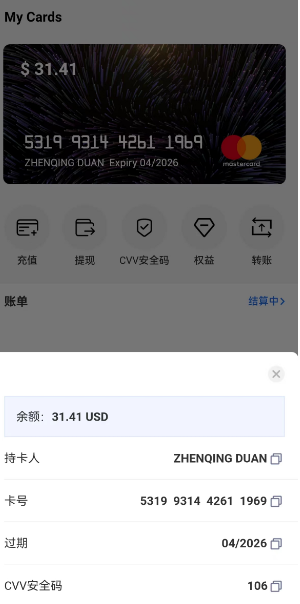 My Cards
$ 31.41
5319 9314 4261 1969
ZHENQING DUAN Expiry 04/2026
mastercard
充值 提现 CVV安全码 权益 转账
账单 结算中
余额: 31.41 USD
持卡人 ZHENQING DUAN
卡号 5319 9314 4261 1969
过期 04/2026
CVV安全码 106